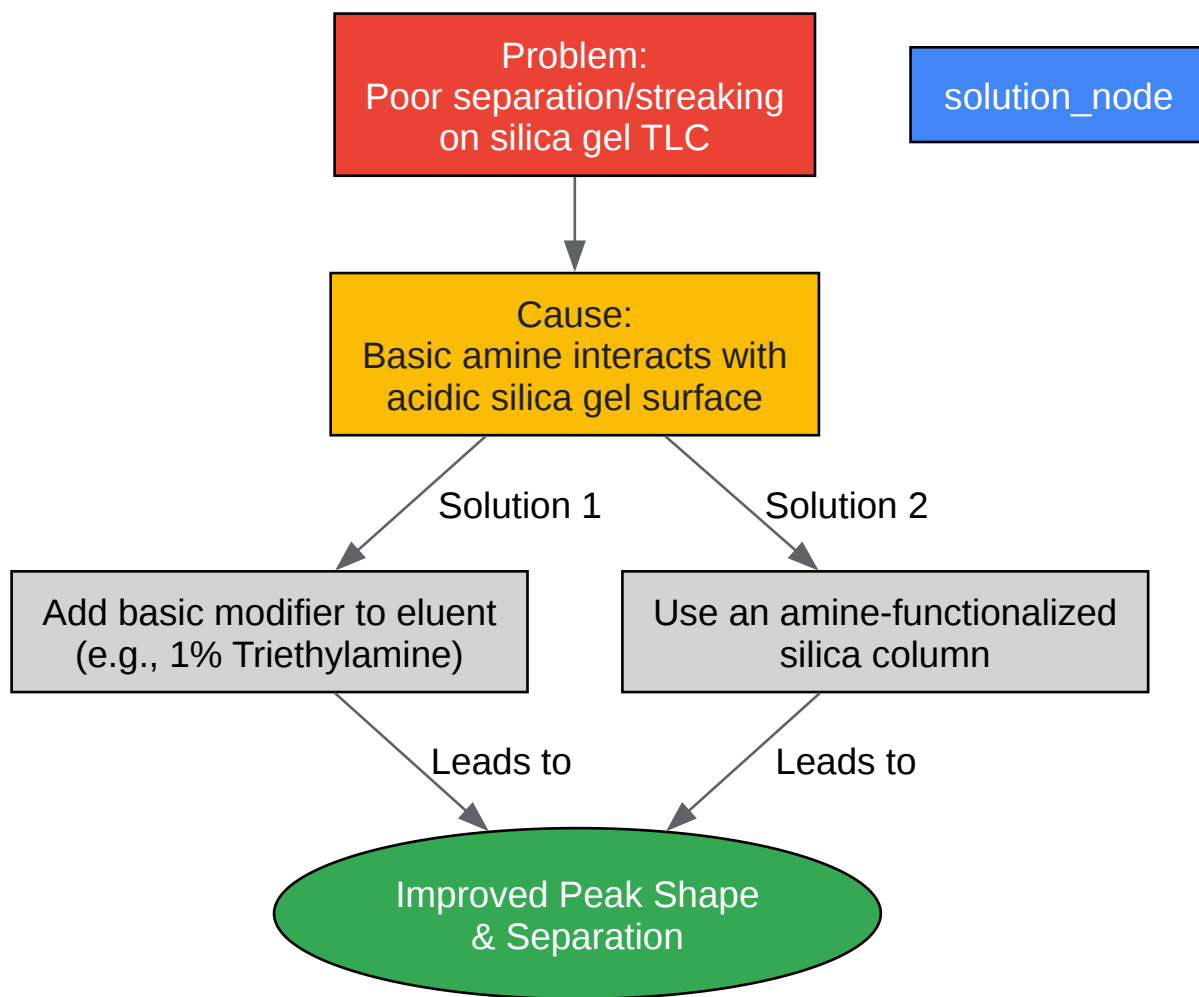 Problem:
Poor separation/streaking
on silica gel TLC
solution_node
Cause:
Basic amine interacts with
acidic silica gel surface
Solution 1
Solution 2
Add basic modifier to eluent
(e.g., 1% Triethylamine)
Use an amine-functionalized
silica column
Leads to
Leads to
Improved Peak Shape
& Separation